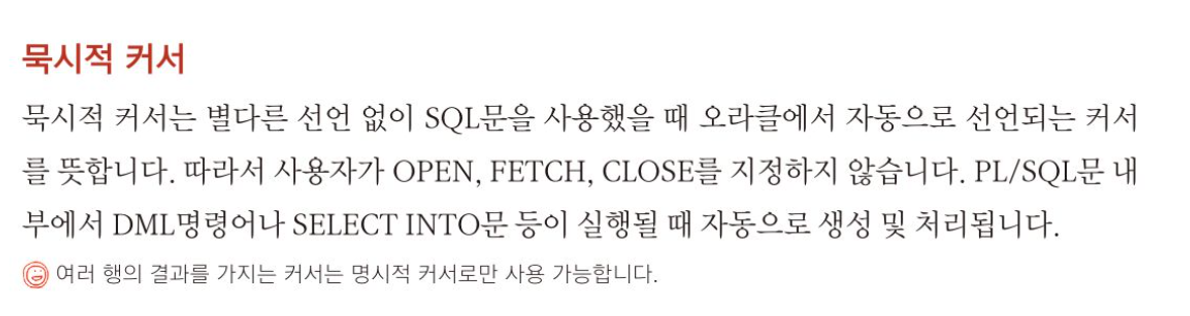 묵시적 커서
묵시적 커서는 별다른 선언 없이 SQL문을 사용했을 때 오라클에서 자동으로 선언되는 커서
를 뜻합니다. 따라서 사용자가 OPEN, FETCH, CLOSE를 지정하지 않습니다. PL/SQL문 내
부에서 DML명령어나 SELECT INTO문 등이 실행될 때 자동으로 생성 및 처리됩니다.
여러 행의 결과를 가지는 커서는 명시적 커서로만 사용 가능합니다.